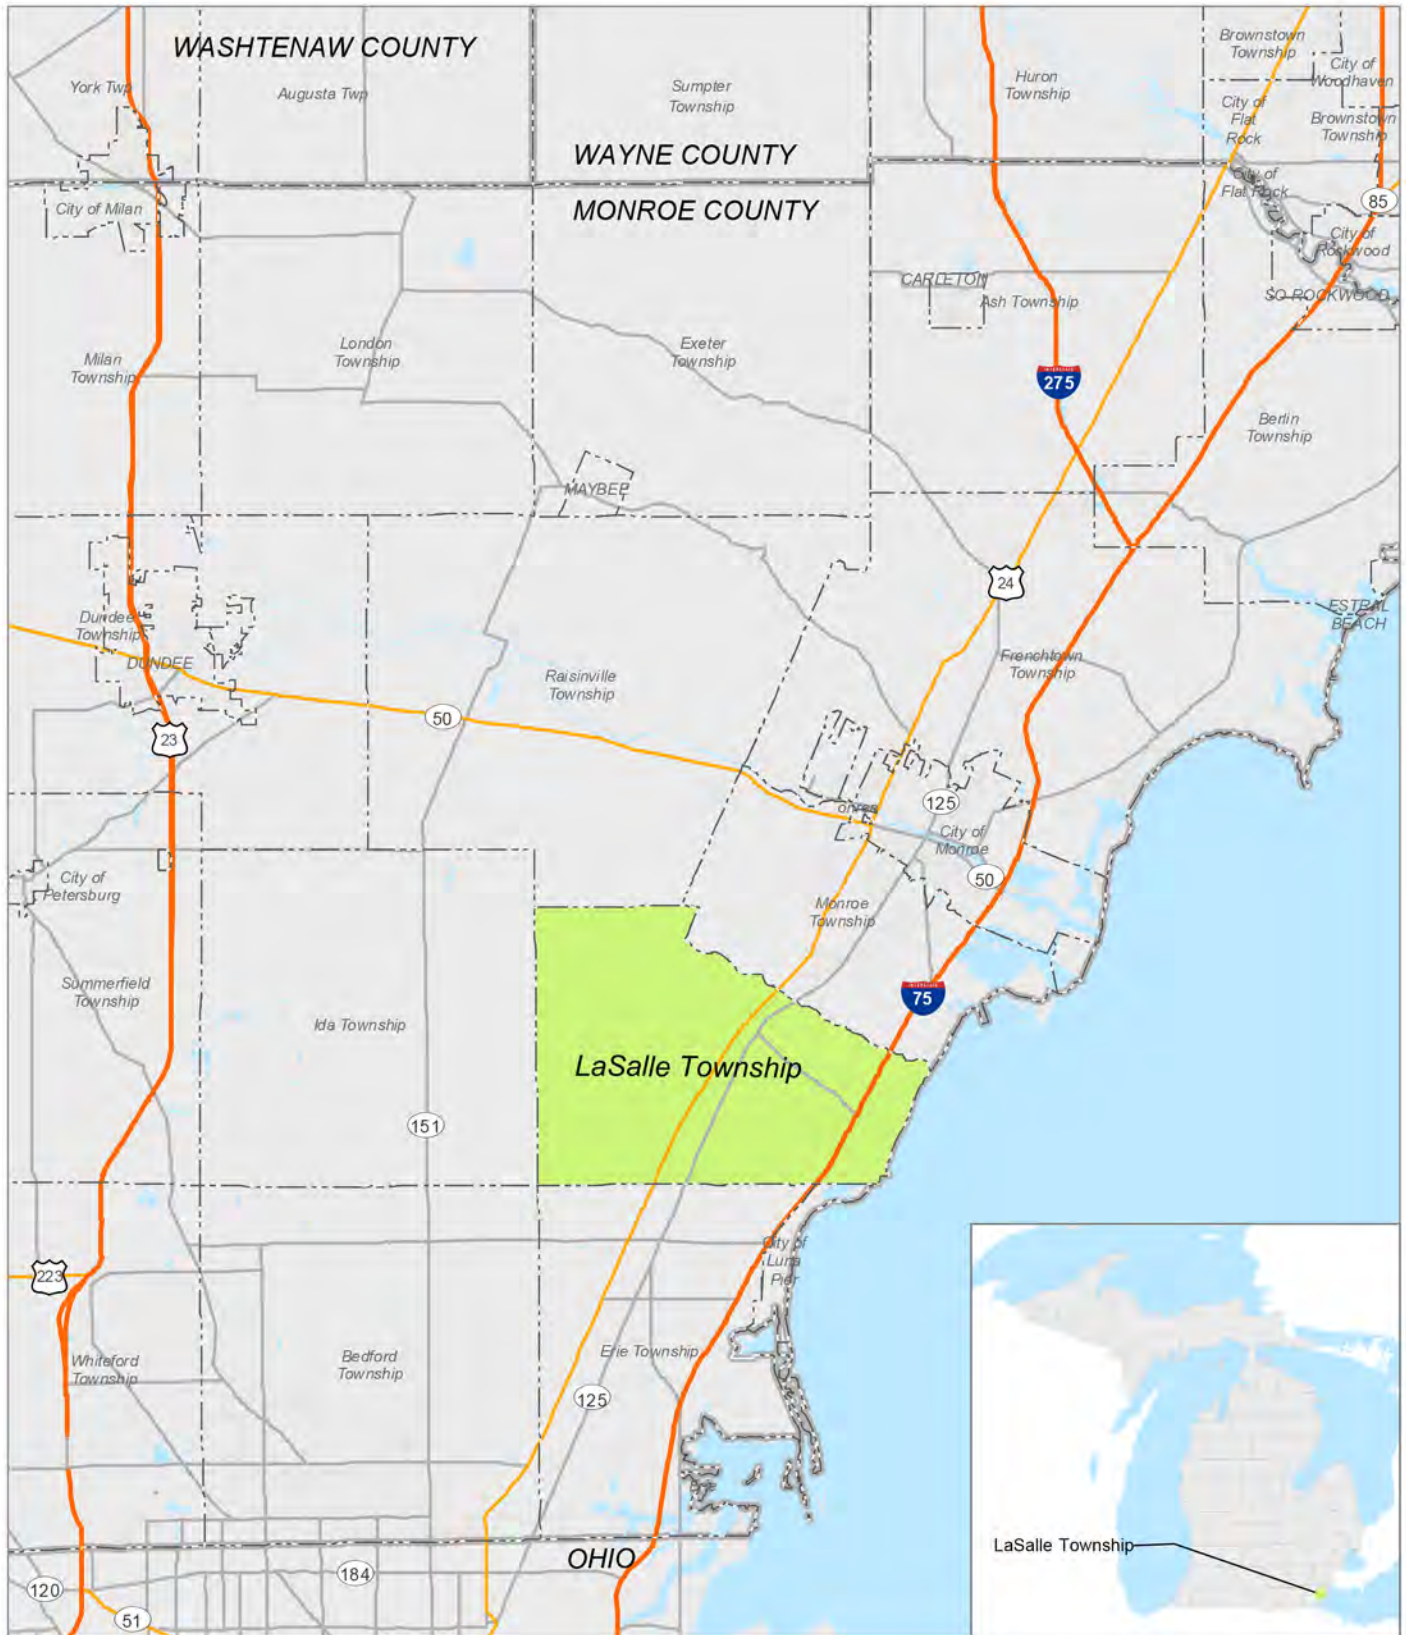 WASHTENAW COUNTY
York Twp
Augusta Twp
Sumpter
Township
Huron
Township
Brownstown
Township
City of
Woodhaven
City of
Flat
Rock
Brownstown
Township
WAYNE COUNTY
MONROE COUNTY
City of Milan
City of
Flat Rock
85
City of
Rockwood
CARLETON
Ash Township
SO ROCKWOOD
Milan
Township
London
Township
Exeter
Township
INTERSTATE
275
Berlin
Township
MAYBEE
24
ESTRAL
BEACH
Dundee
Township
DUNDEE
Raisinville
Township
Frenchtown
Township
50
23
125
City of
Monroe
50
City of
Petersburg
Monroe
Township
Summerfield
Township
Ida Township
INTERSTATE
75
LaSalle Township
151
City of
Luna
Pier
223
Whiteford
Township
Bedford
Township
Erie Township
125
OHIO
184
120
51
LaSalle Township